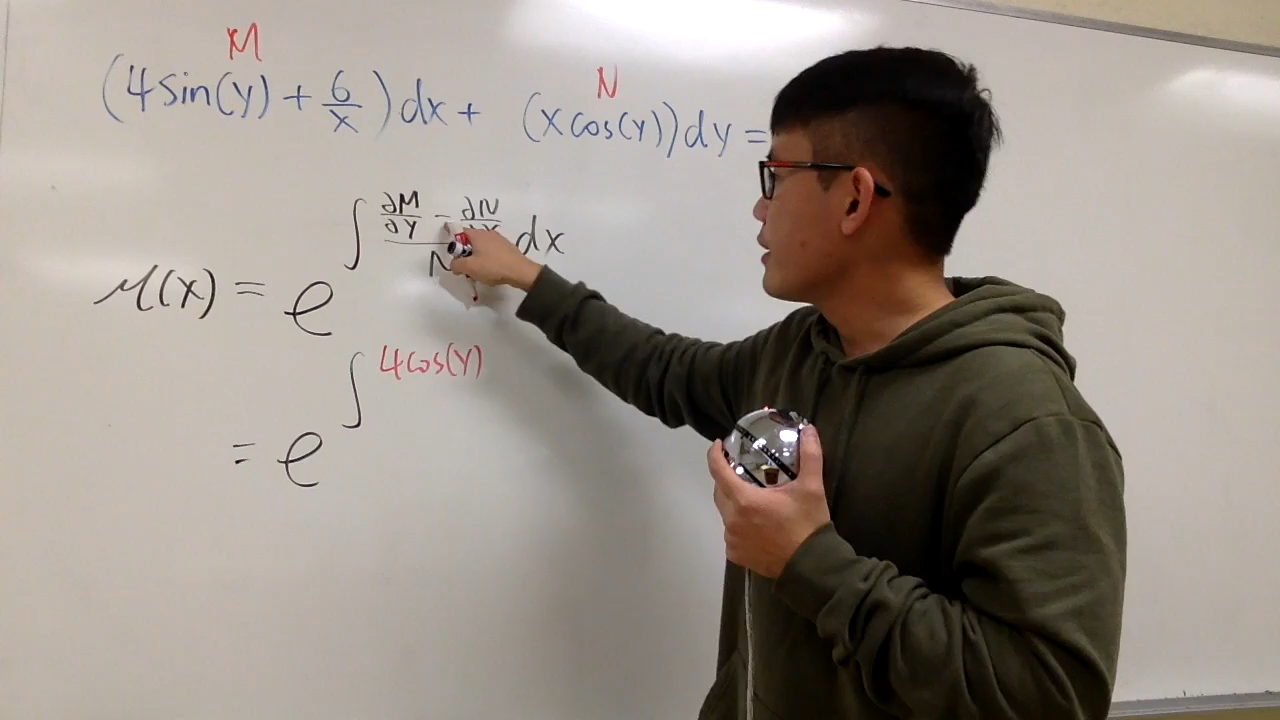 M N
(4sin(y) + 6/x) dx + (x cos(y)) dy =
μ(x) = e^∫ (∂M/∂y - ∂N/∂x)/N dx
= e^∫ 4cos(y)